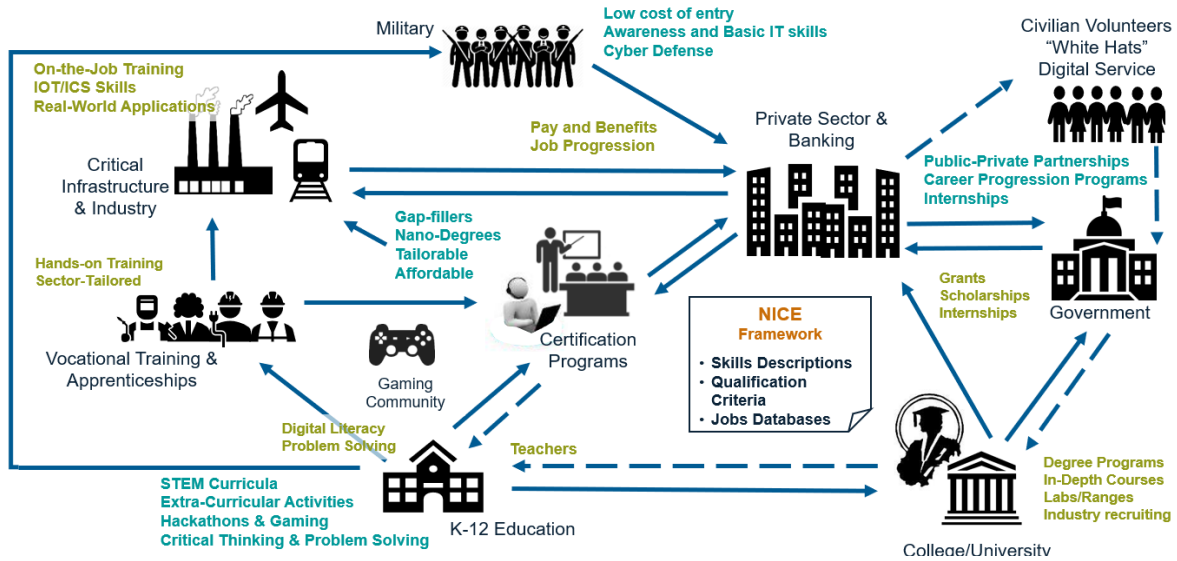 Military
Low cost of entry
Awareness and Basic IT skills
Cyber Defense
Civilian Volunteers
“White Hats”
Digital Service
On-the-Job Training
IOT/ICS Skills
Real-World Applications
Critical
Infrastructure
& Industry
Pay and Benefits
Job Progression
Private Sector &
Banking
Public-Private Partnerships
Career Progression Programs
Internships
Gap-fillers
Nano-Degrees
Tailorable
Affordable
Hands-on Training
Sector-Tailored
Vocational Training &
Apprenticeships
Gaming
Community
Certification
Programs
NICE
Framework
• Skills Descriptions
• Qualification
Criteria
• Jobs Databases
Grants
Scholarships
Internships
Government
Digital Literacy
Problem Solving
Teachers
STEM Curricula
Extra-Curricular Activities
Hackathons & Gaming
Critical Thinking & Problem Solving
K-12 Education
Degree Programs
In-Depth Courses
Labs/Ranges
Industry recruiting
College/University